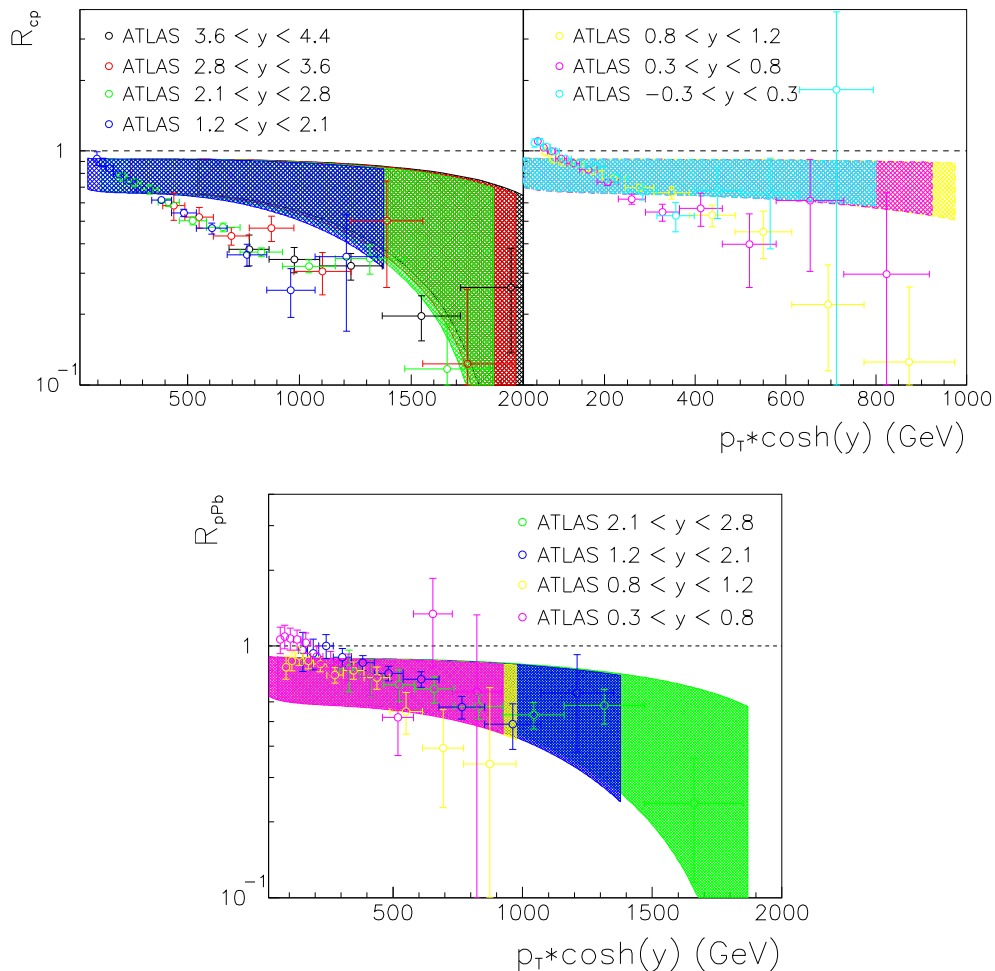 R_cp
ATLAS 3.6 < y < 4.4
ATLAS 2.8 < y < 3.6
ATLAS 2.1 < y < 2.8
ATLAS 1.2 < y < 2.1
ATLAS 0.8 < y < 1.2
ATLAS 0.3 < y < 0.8
ATLAS −0.3 < y < 0.3
1
10^-1
500 1000 1500 2000
200 400 600 800 1000
p_T*cosh(y) (GeV)
R_pPb
ATLAS 2.1 < y < 2.8
ATLAS 1.2 < y < 2.1
ATLAS 0.8 < y < 1.2
ATLAS 0.3 < y < 0.8
1
10^-1
500 1000 1500 2000
p_T*cosh(y) (GeV)